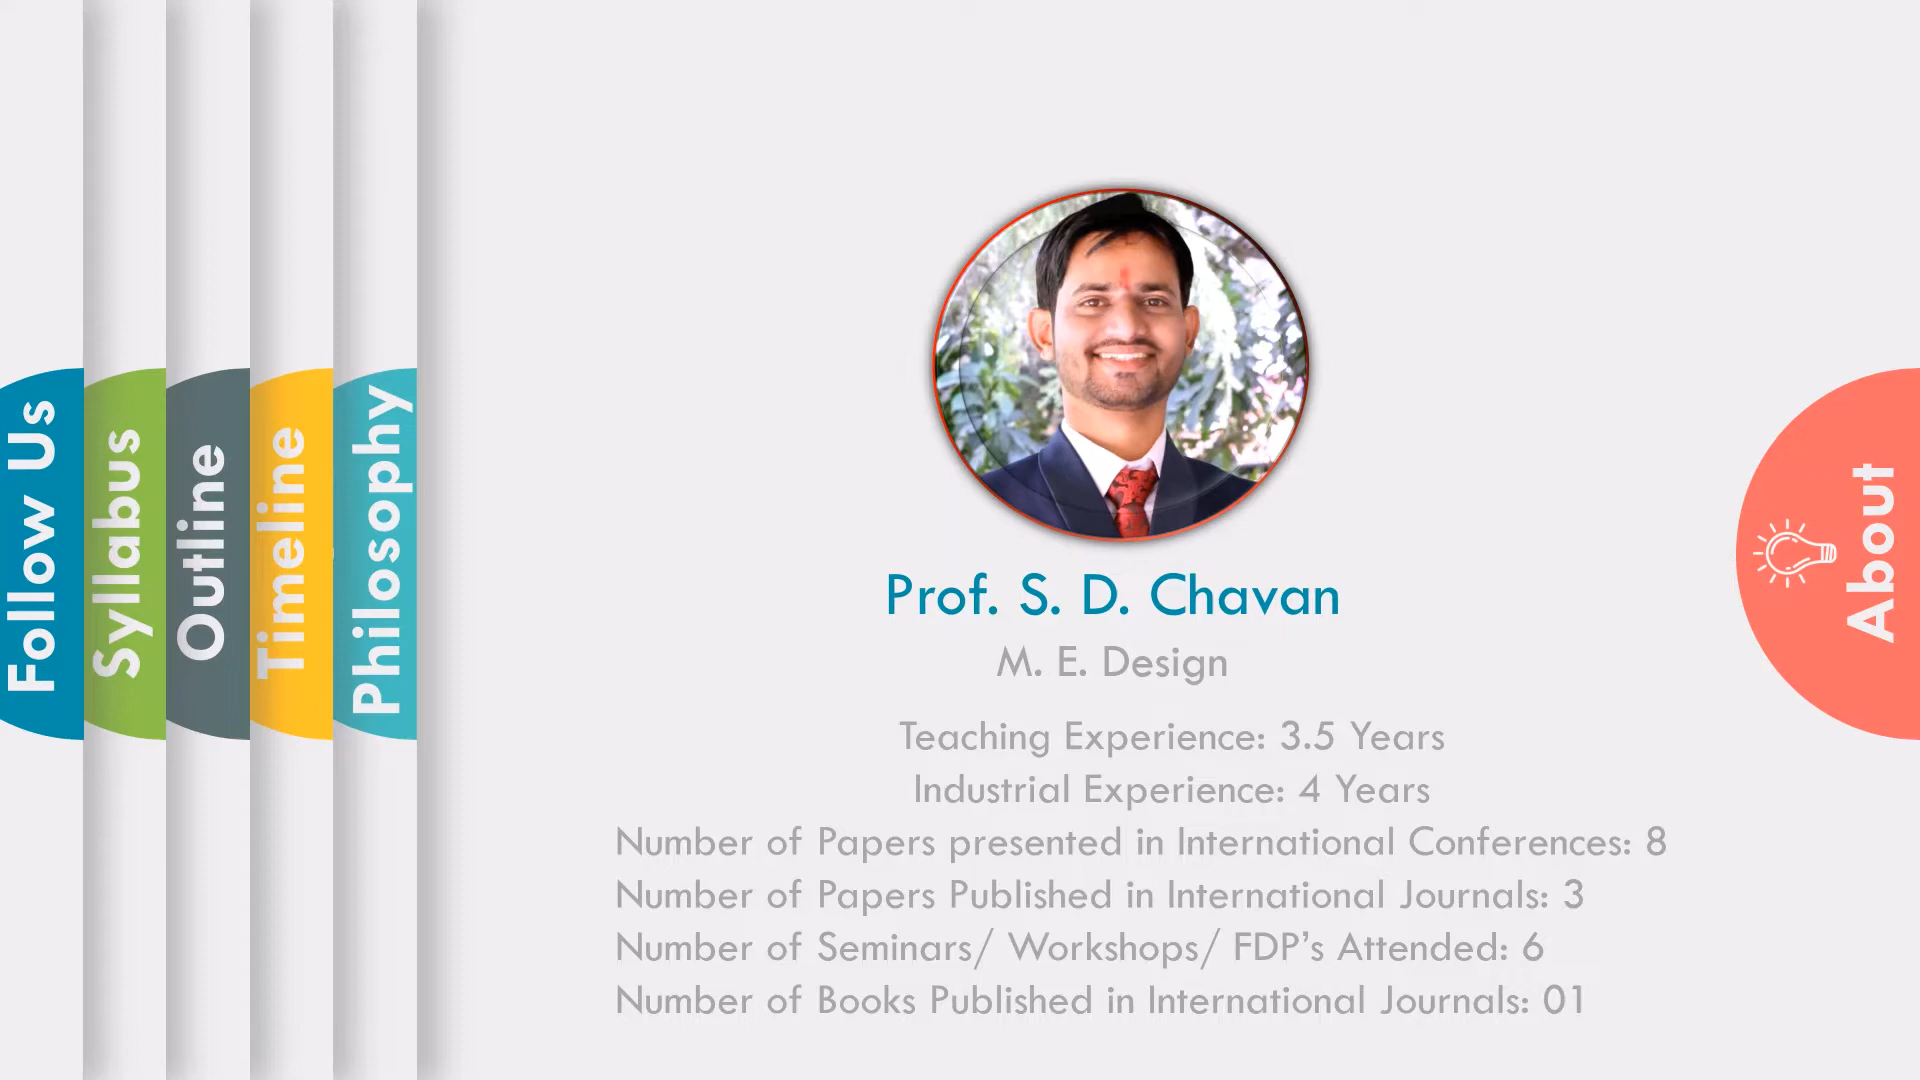 Follow Us
Syllabus
Outline
Timeline
Philosophy
Prof. S. D. Chavan
M. E. Design
Teaching Experience: 3.5 Years
Industrial Experience: 4 Years
Number of Papers presented in International Conferences: 8
Number of Papers Published in International Journals: 3
Number of Seminars/ Workshops/ FDP’s Attended: 6
Number of Books Published in International Journals: 01
About